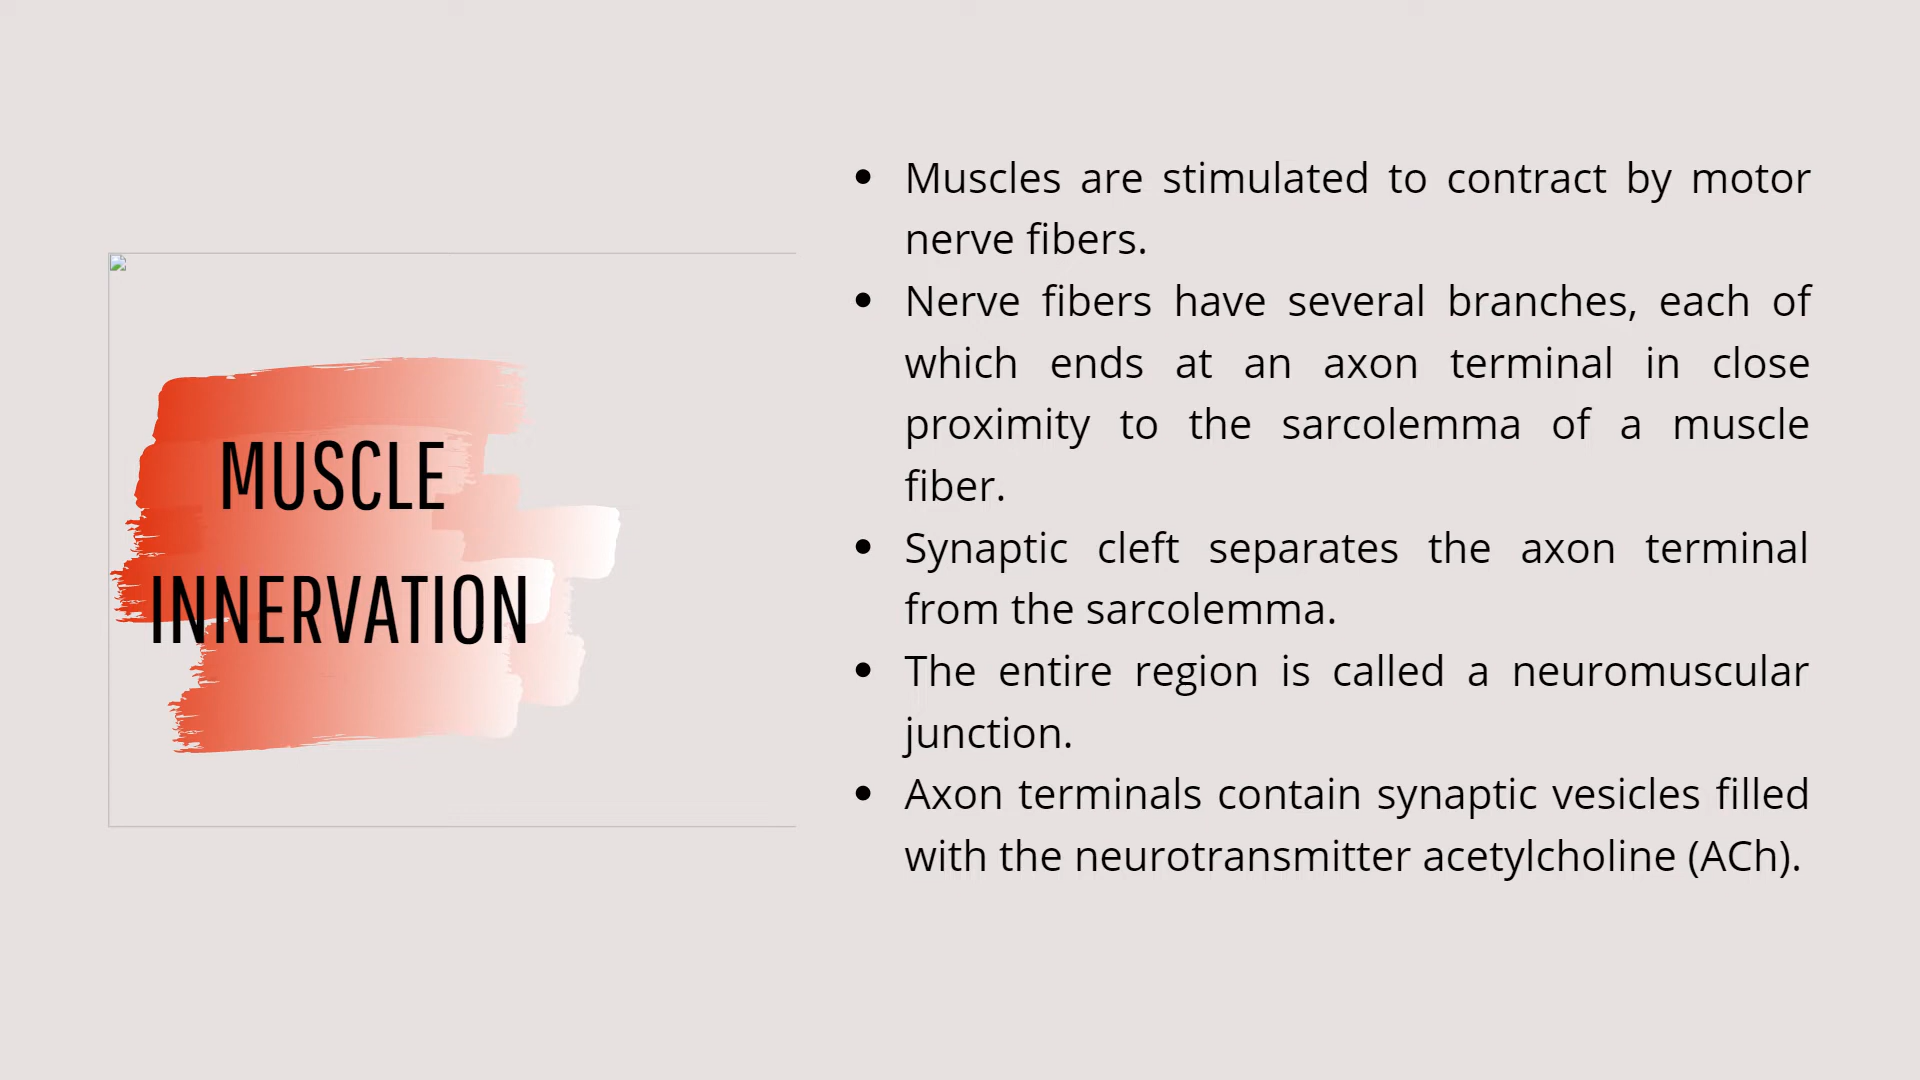 MUSCLE
INNERVATION
• Muscles are stimulated to contract by motor
nerve fibers.
• Nerve fibers have several branches, each of
which ends at an axon terminal in close
proximity to the sarcolemma of a muscle
fiber.
• Synaptic cleft separates the axon terminal
from the sarcolemma.
• The entire region is called a neuromuscular
junction.
• Axon terminals contain synaptic vesicles filled
with the neurotransmitter acetylcholine (ACh).